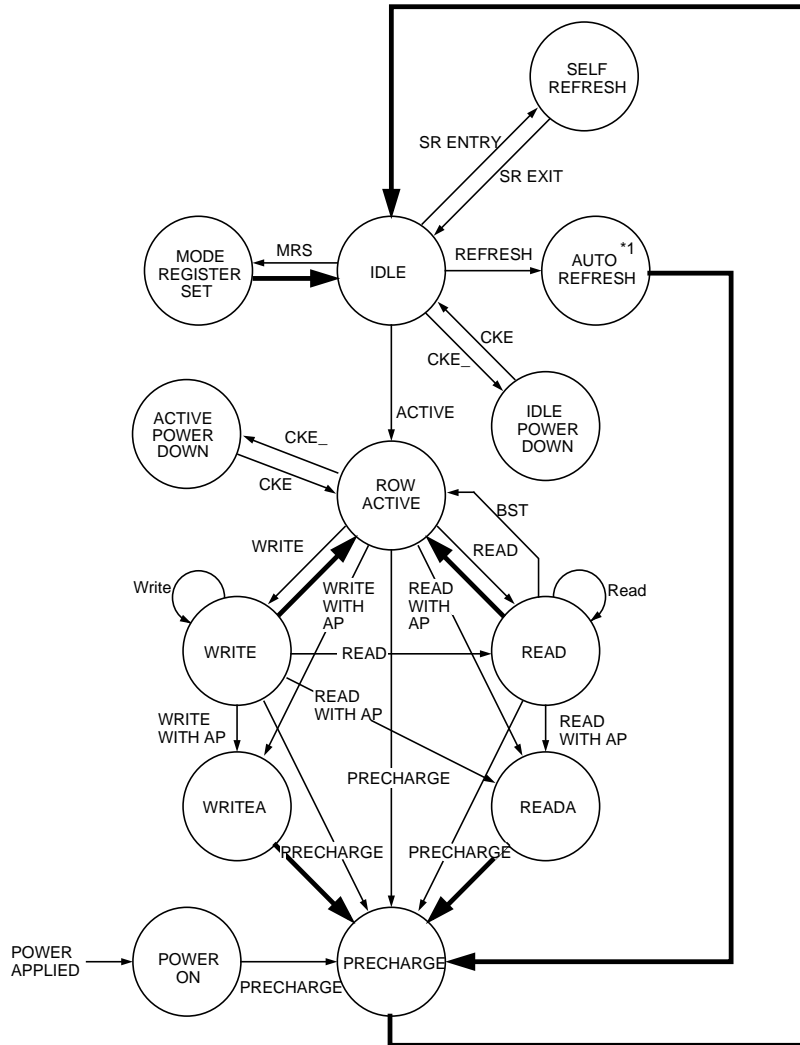 SELF
REFRESH
SR ENTRY
SR EXIT
MODE
REGISTER
SET
MRS
IDLE
REFRESH
AUTO *1
REFRESH
CKE
CKE_
IDLE
POWER
DOWN
ACTIVE
ACTIVE
POWER
DOWN
CKE_
CKE
ROW
ACTIVE
BST
WRITE
READ
Write
WRITE
WITH
AP
READ
WITH
AP
Read
WRITE
READ
READ
READ
WITH AP
WRITE
WITH AP
READ
WITH AP
PRECHARGE
WRITEA
READA
PRECHARGE
PRECHARGE
POWER
APPLIED
POWER
ON
PRECHARGE
PRECHARGE